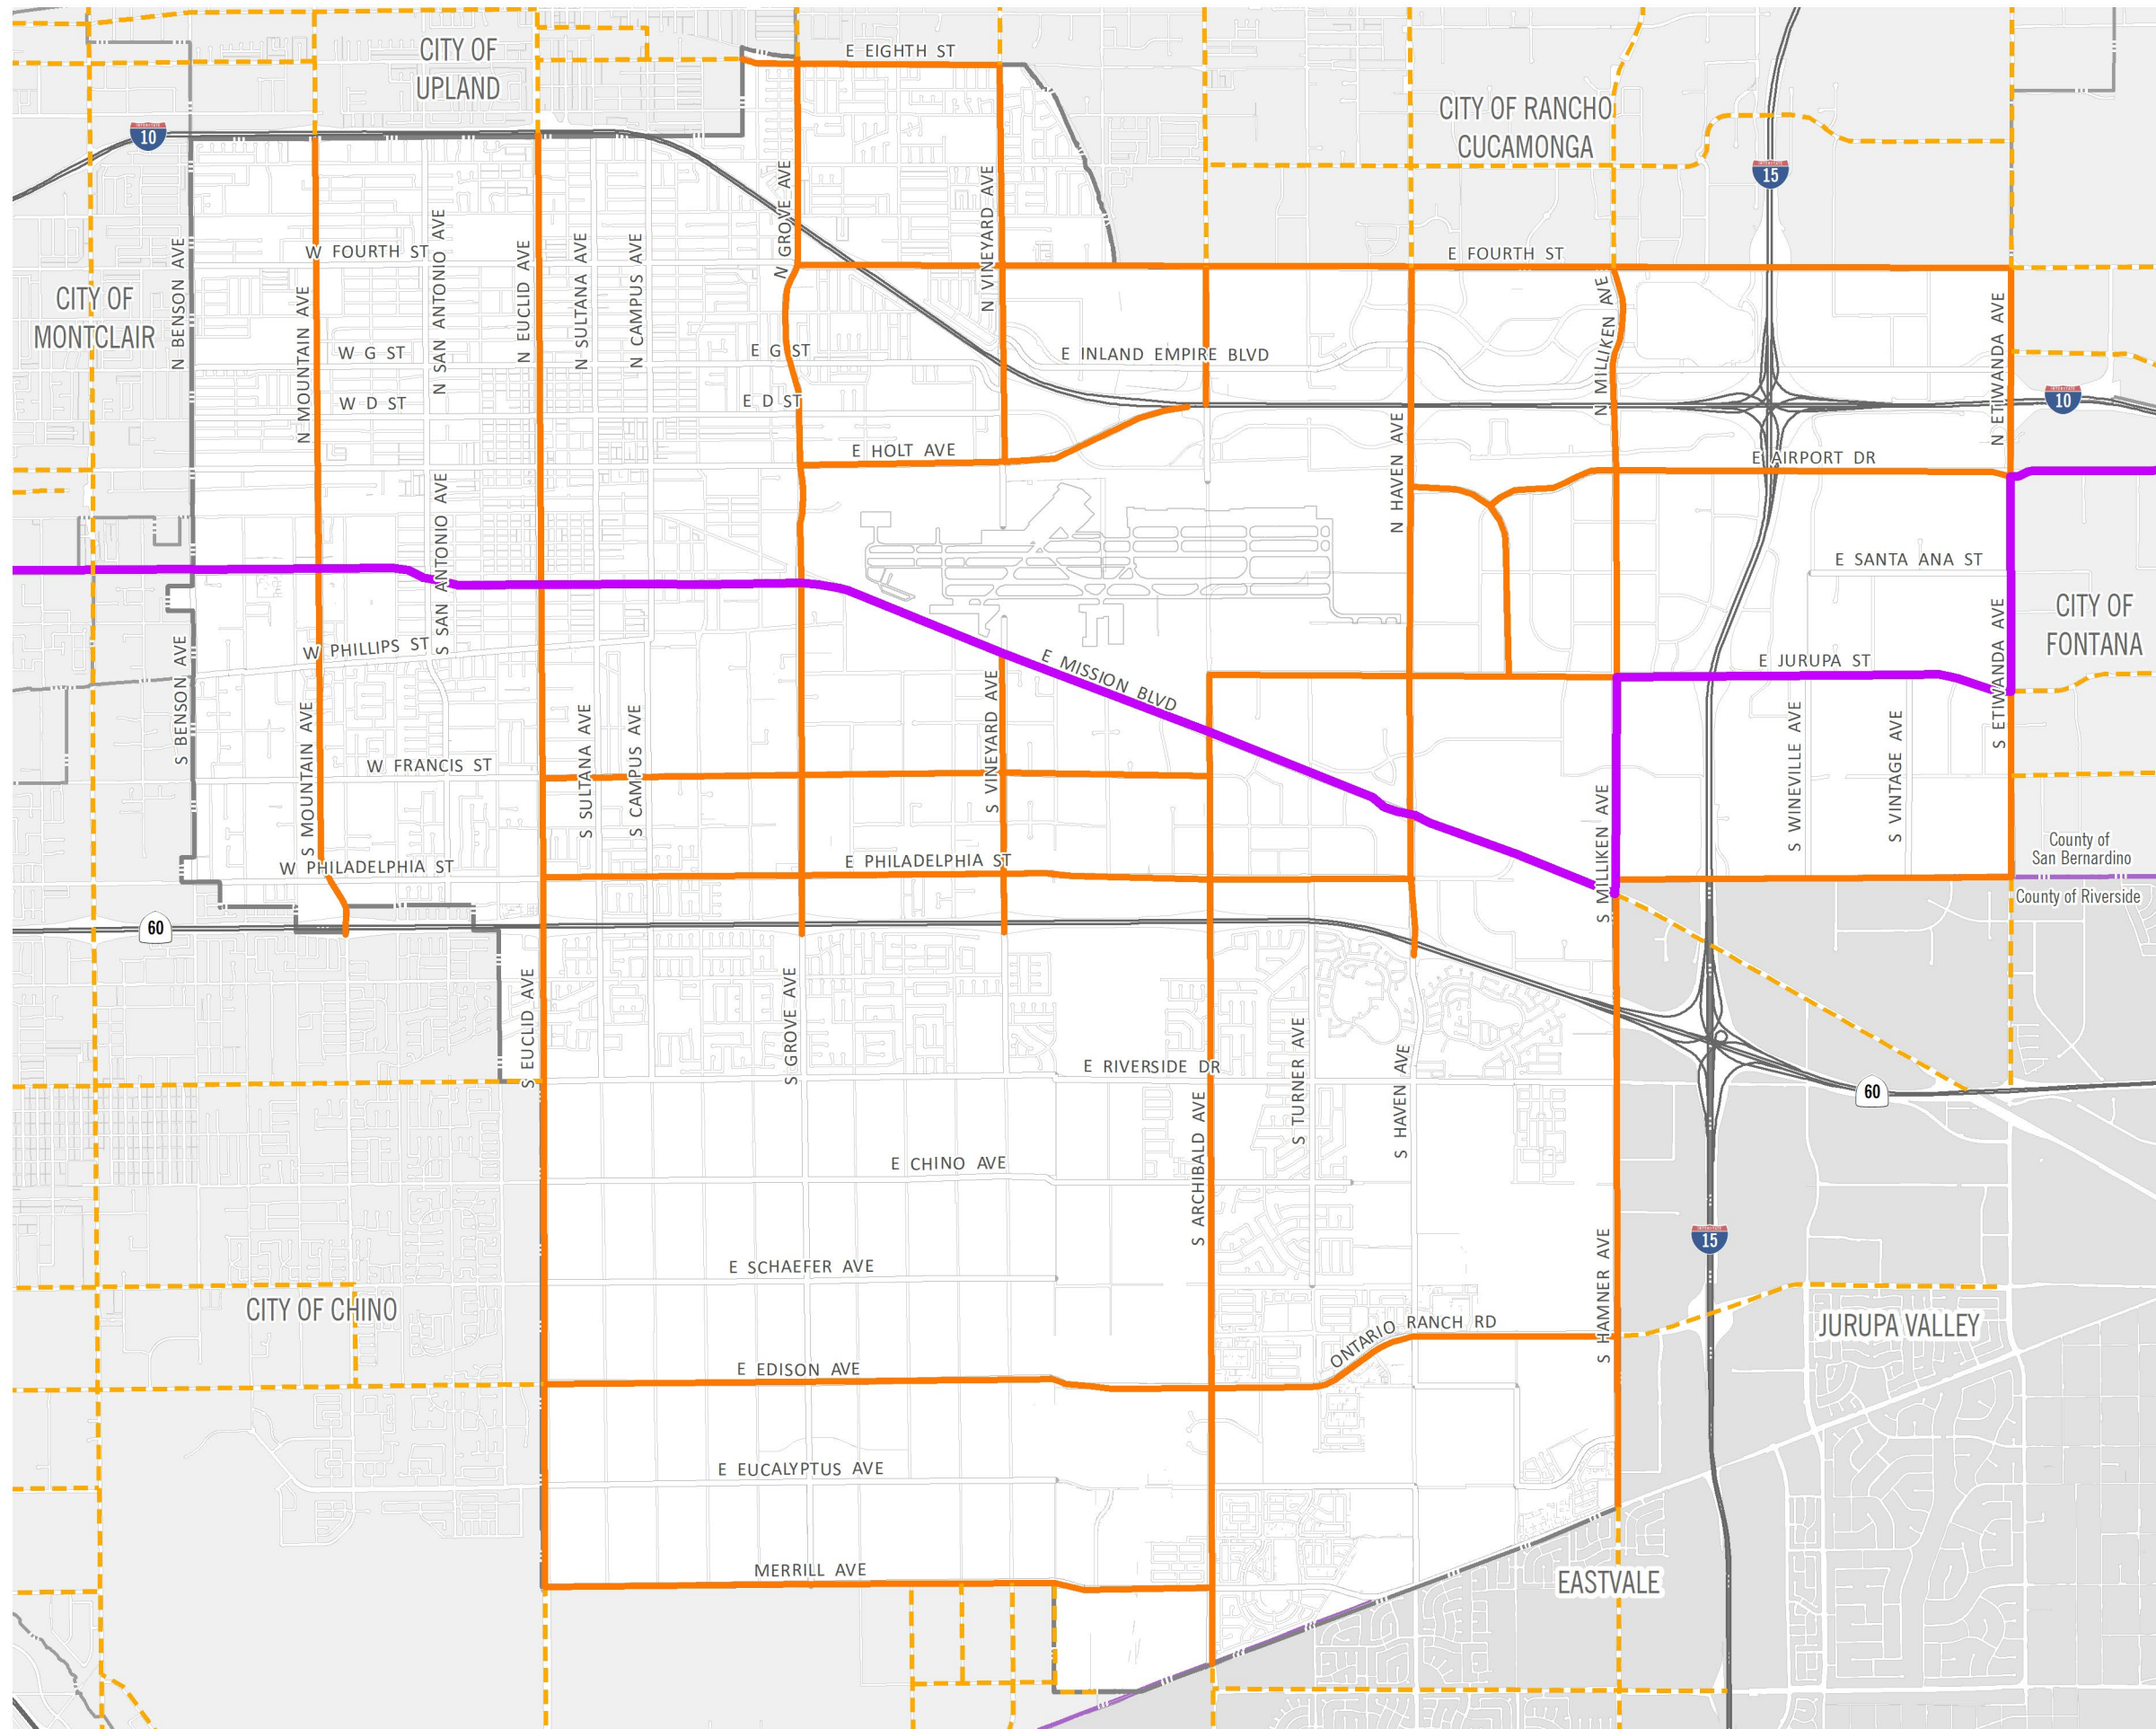 E EIGHTH ST
CITY OF
UPLAND
CITY OF RANCHO
CUCAMONGA
INTERSTATE
10
INTERSTATE
15
N GROVE AVE
N VINEYARD AVE
W FOURTH ST
E FOURTH ST
N BENSON AVE
N SAN ANTONIO AVE
N EUCLID AVE
N SULTANA AVE
N CAMPUS AVE
CITY OF
MONTCLAIR
N MOUNTAIN AVE
N MILLIKEN AVE
N ETIWANDA AVE
W G ST
E G ST
E INLAND EMPIRE BLVD
W D ST
E D ST
INTERSTATE
10
N HAVEN AVE
E HOLT AVE
E AIRPORT DR
S SAN ANTONIO AVE
E SANTA ANA ST
CITY OF
FONTANA
S BENSON AVE
W PHILLIPS ST
E MISSION BLVD
E JURUPA ST
S ETIWANDA AVE
S MOUNTAIN AVE
S SULTANA AVE
S CAMPUS AVE
S VINEYARD AVE
S WINEVILLE AVE
S VINTAGE AVE
W FRANCIS ST
S MILLIKEN AVE
County of
San Bernardino
W PHILADELPHIA ST
E PHILADELPHIA ST
County of Riverside
60
S EUCLID AVE
S GROVE AVE
E RIVERSIDE DR
S TURNER AVE
S HAVEN AVE
60
S ARCHIBALD AVE
E CHINO AVE
INTERSTATE
15
S HAMNER AVE
E SCHAEFER AVE
CITY OF CHINO
ONTARIO RANCH RD
JURUPA VALLEY
E EDISON AVE
E EUCALYPTUS AVE
MERRILL AVE
EASTVALE